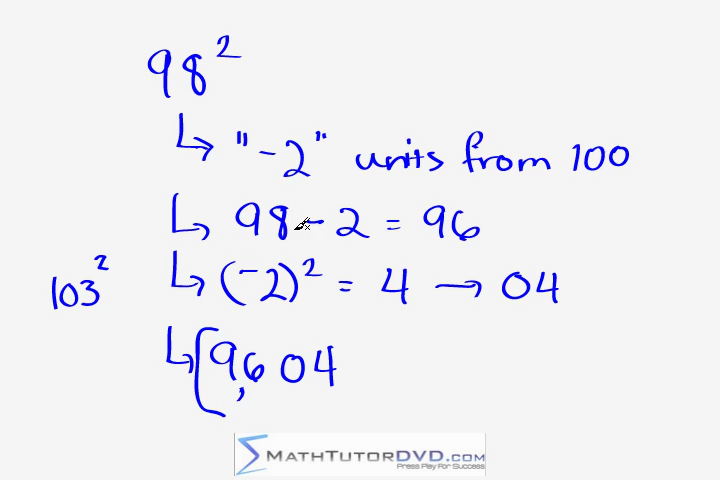 98²
↳ "-2" units from 100
↳ 98 - 2 = 96
103²
↳ (-2)² = 4 → 04
↳ [9,604
MATHTUTORDVD.COM
Press Play For Success